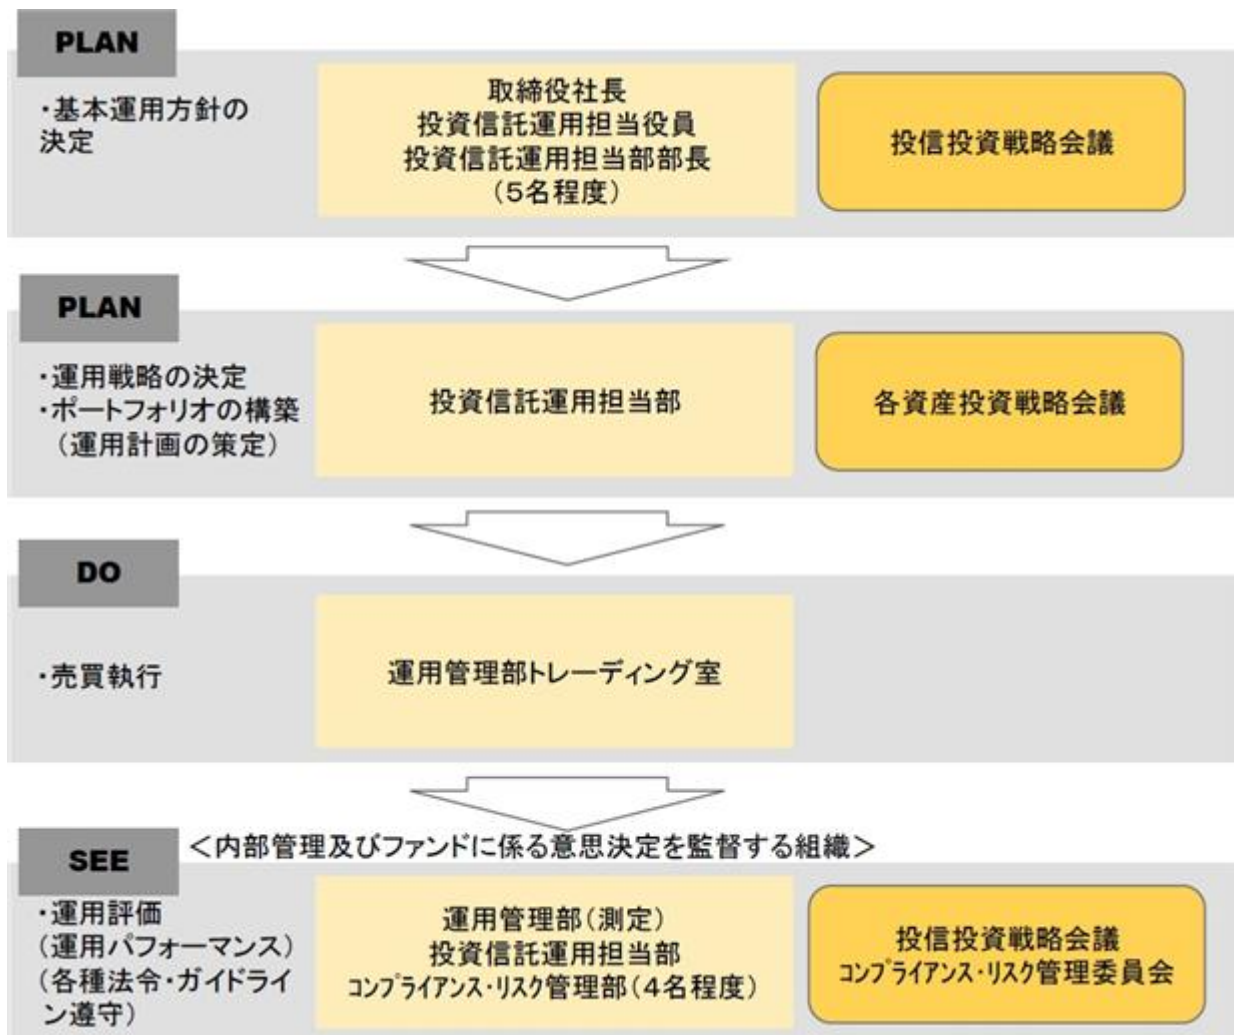 PLAN
・基本運用方針の
決定
取締役社長
投資信託運用担当役員
投資信託運用担当部部長
(5名程度)
投信投資戦略会議
PLAN
・運用戦略の決定
・ポートフォリオの構築
(運用計画の策定)
投資信託運用担当部
各資産投資戦略会議
DO
・売買執行
運用管理部トレーディング室
SEE
<内部管理及びファンドに係る意思決定を監督する組織>
・運用評価
(運用パフォーマンス)
(各種法令・ガイドライ
ン遵守)
運用管理部(測定)
投資信託運用担当部
コンプライアンス・リスク管理部(4名程度)
投信投資戦略会議
コンプライアンス・リスク管理委員会